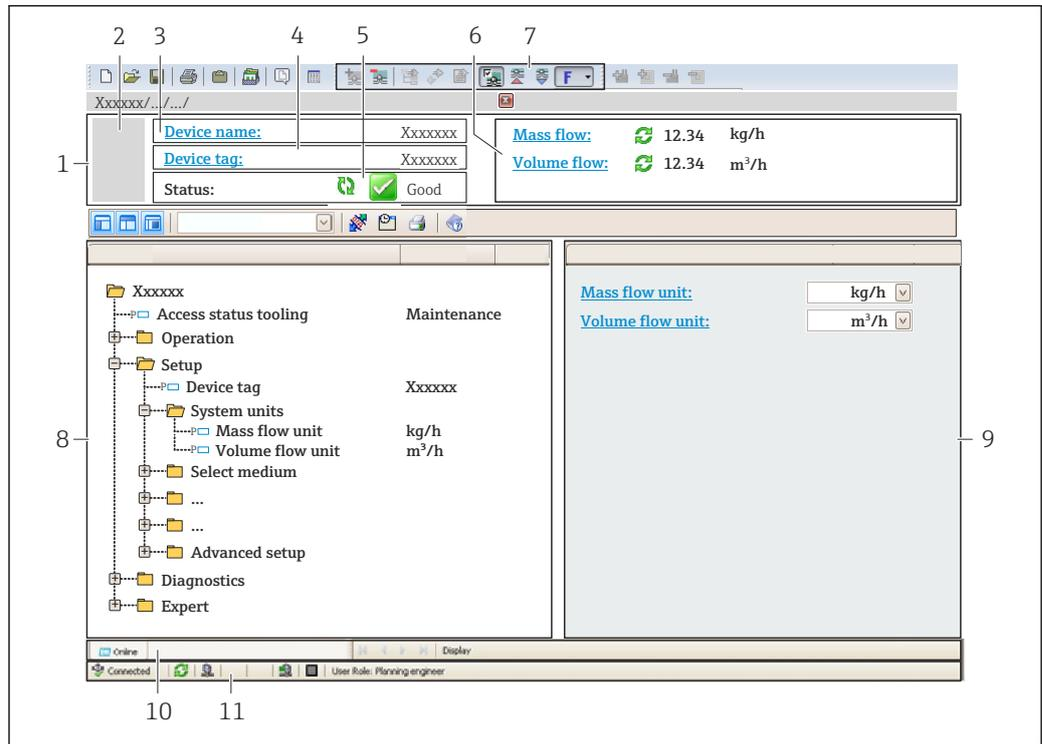 2 3 4 5 6 7
F
Xxxxxx/.../.../
1
Device name: Xxxxxxx
Device tag: Xxxxxxx
Status: Good
Mass flow: 12.34 kg/h
Volume flow: 12.34 m³/h
Xxxxxx
P Access status tooling Maintenance
Operation
Setup
P Device tag Xxxxxx
System units
P Mass flow unit kg/h
P Volume flow unit m³/h
Select medium
...
...
Advanced setup
Diagnostics
Expert
Mass flow unit: kg/h
Volume flow unit: m³/h
8
9
Online Display
Connected User Role: Planning engineer
10 11